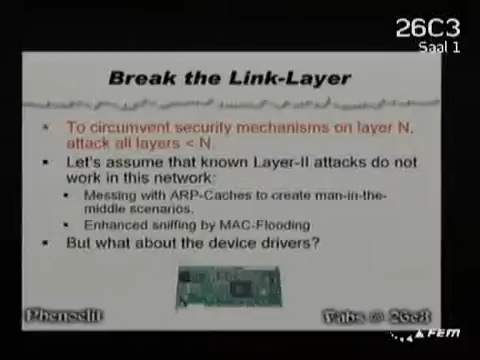 26C3
Saal 1
Break the Link-Layer
To circumvent security mechanisms on layer N,
attack all layers < N.
Let's assume that known Layer-II attacks do not
work in this network:
Messing with ARP-Caches to create man-in-the-
middle scenarios.
Enhanced sniffing by MAC-Flooding
But what about the device drivers?
Phenoelit
Fabs @ 26c3
FEM